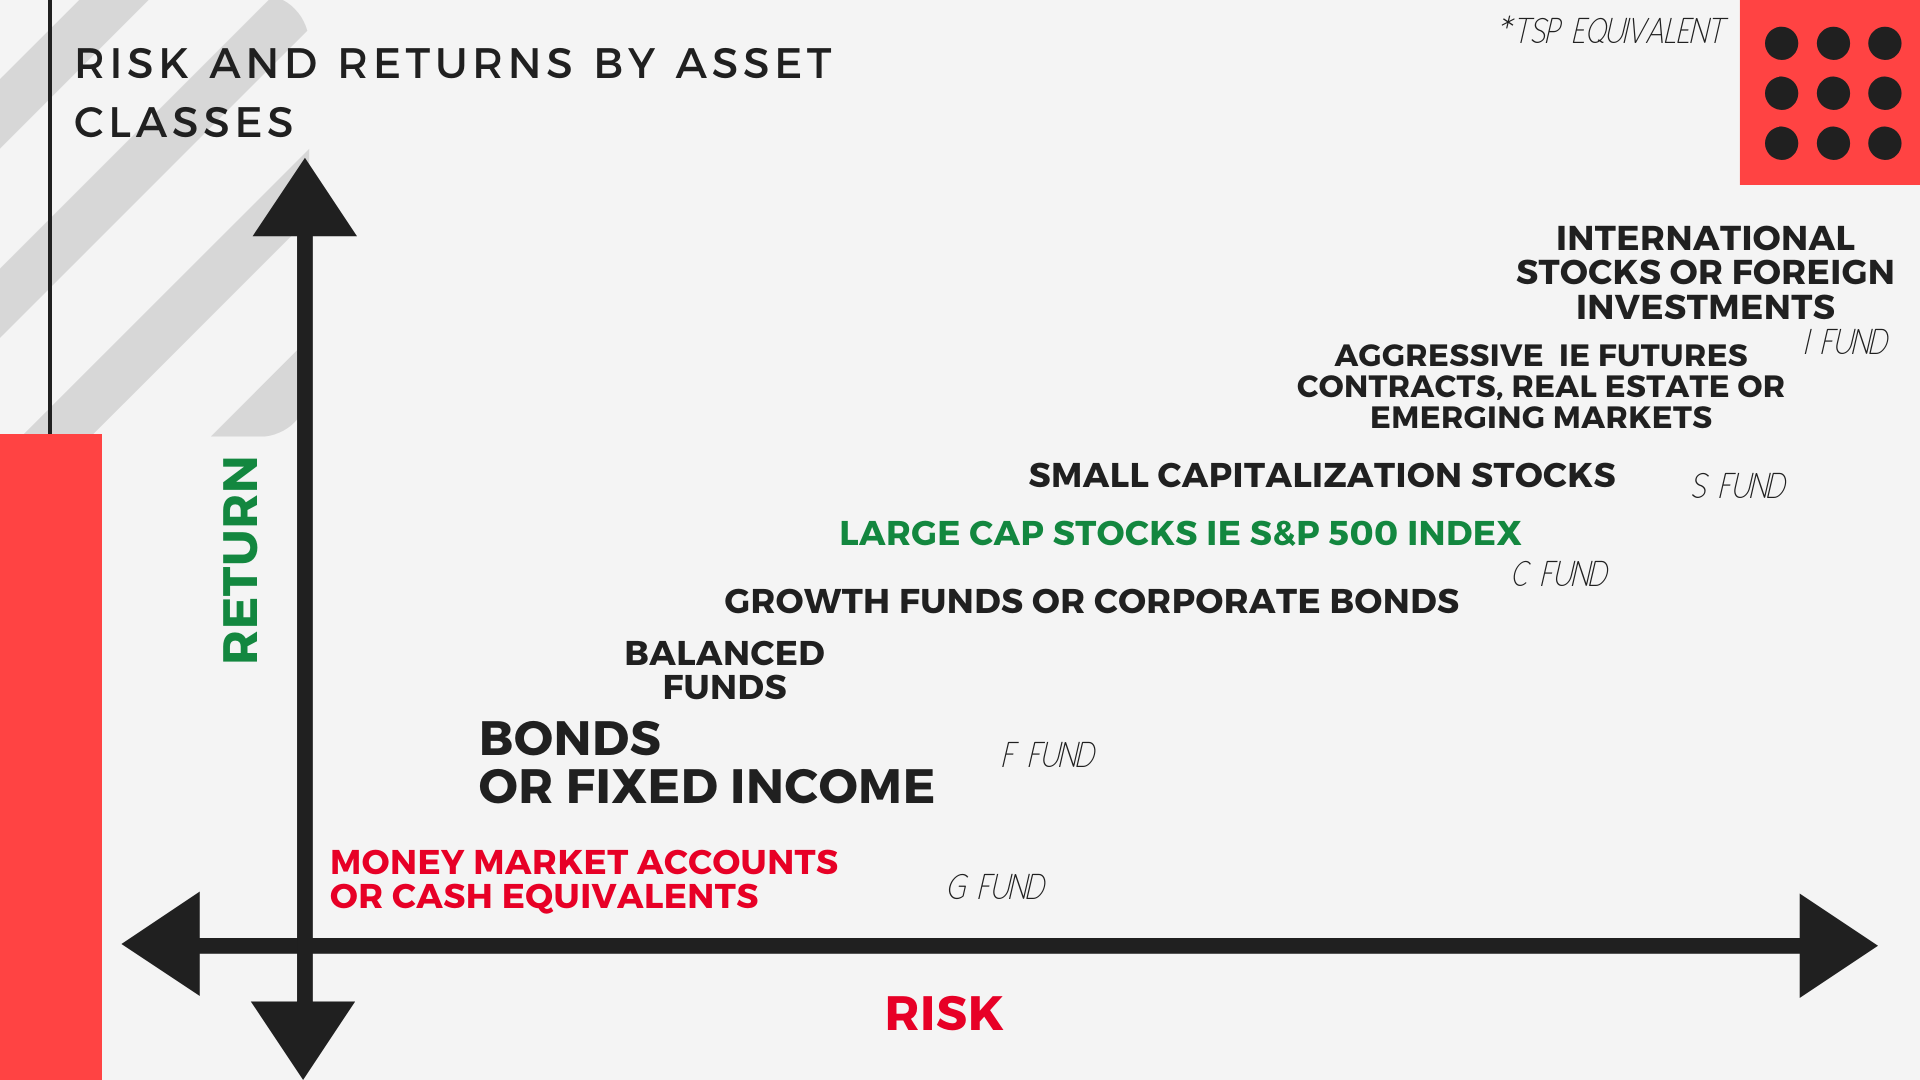 RISK AND RETURNS BY ASSET
CLASSES
*TSP EQUIVALENT
INTERNATIONAL
STOCKS OR FOREIGN
INVESTMENTS
I FUND
AGGRESSIVE IE FUTURES
CONTRACTS, REAL ESTATE OR
EMERGING MARKETS
SMALL CAPITALIZATION STOCKS
S FUND
LARGE CAP STOCKS IE S&P 500 INDEX
C FUND
GROWTH FUNDS OR CORPORATE BONDS
BALANCED
FUNDS
BONDS
OR FIXED INCOME
F FUND
MONEY MARKET ACCOUNTS
OR CASH EQUIVALENTS
G FUND
RETURN
RISK